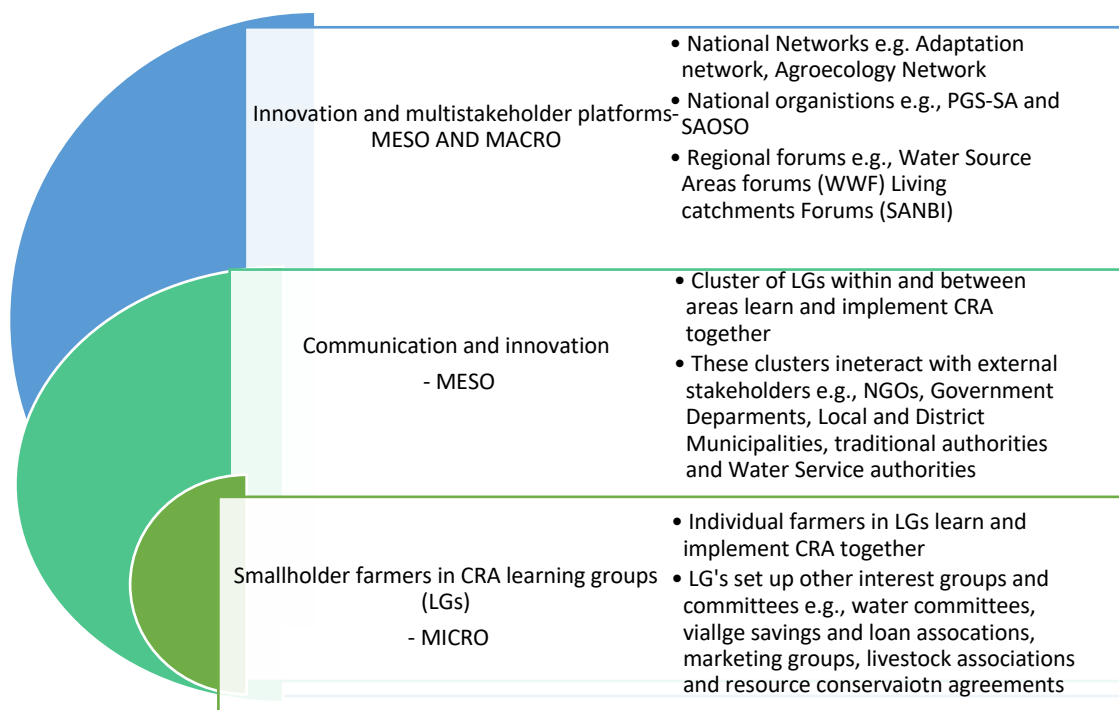 Innovation and multistakeholder platforms-
MESO AND MACRO
• National Networks e.g. Adaptation
network, Agroecology Network
• National organistions e.g., PGS-SA and
SAOSO
• Regional forums e.g., Water Source
Areas forums (WWF) Living
catchments Forums (SANBI)
Communication and innovation
- MESO
• Cluster of LGs within and between
areas learn and implement CRA
together
• These clusters ineteract with external
stakeholders e.g., NGOs, Government
Deparments, Local and District
Municipalities, traditional authorities
and Water Service authorities
Smallholder farmers in CRA learning groups
(LGs)
- MICRO
• Individual farmers in LGs learn and
implement CRA together
• LG's set up other interest groups and
committees e.g., water committees,
viallge savings and loan assocations,
marketing groups, livestock associations
and resource conservaiotn agreements